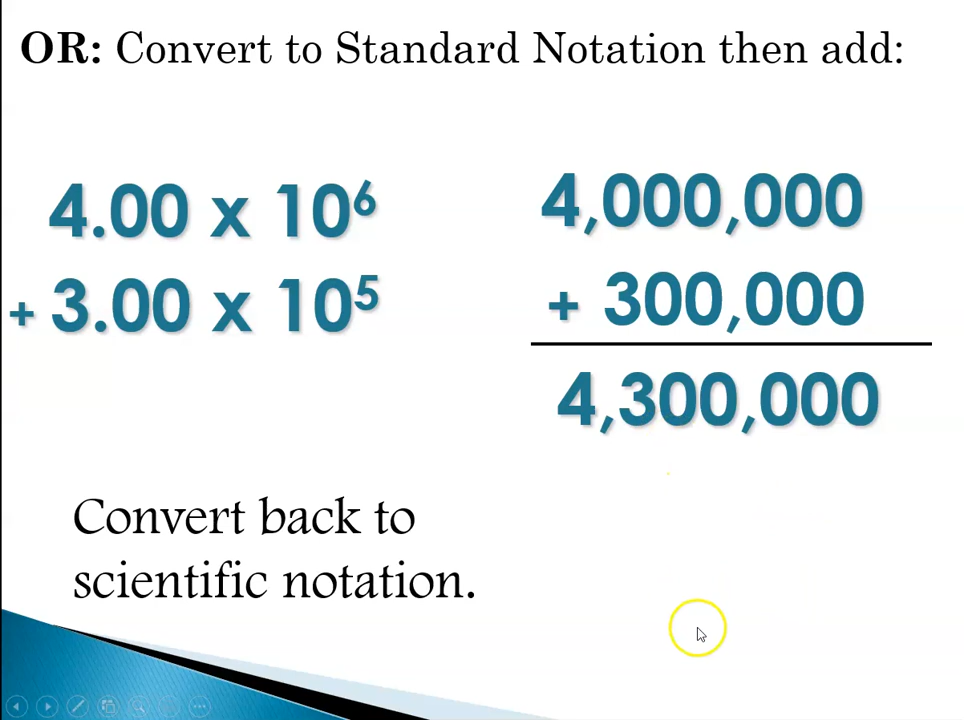 OR: Convert to Standard Notation then add:
4.00 x 10⁶
+ 3.00 x 10⁵
4,000,000
+ 300,000
4,300,000
Convert back to
scientific notation.